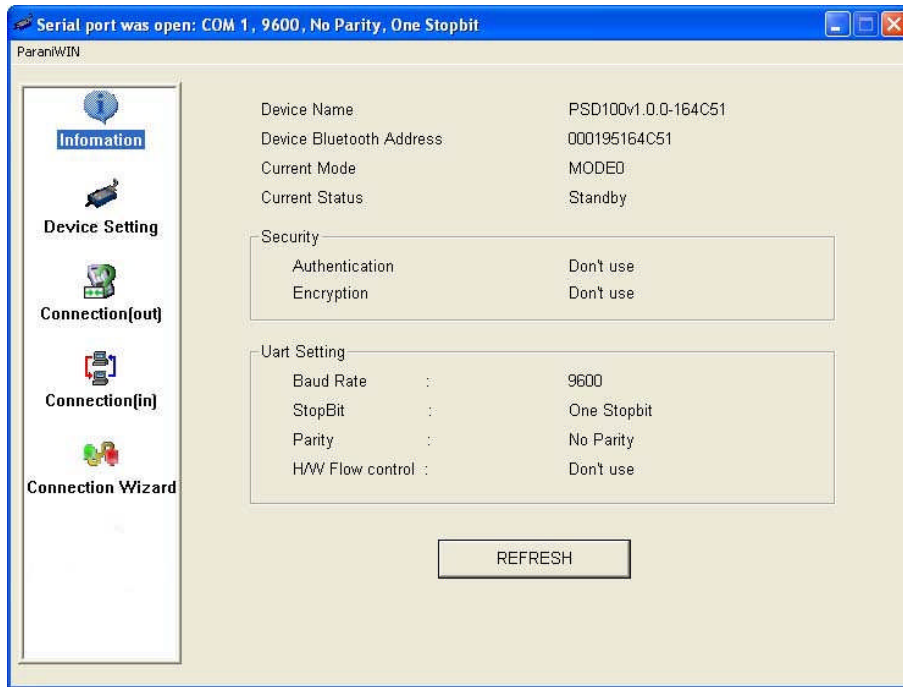 Serial port was open: COM 1, 9600, No Parity, One Stopbit
ParaniWIN
Infomation
Device Setting
Connection(out)
Connection(in)
Connection Wizard
Device Name PSD100v1.0.0-164C51
Device Bluetooth Address 000195164C51
Current Mode MODE0
Current Status Standby
Security
Authentication Don't use
Encryption Don't use
Uart Setting
Baud Rate : 9600
StopBit : One Stopbit
Parity : No Parity
H/W Flow control : Don't use
REFRESH